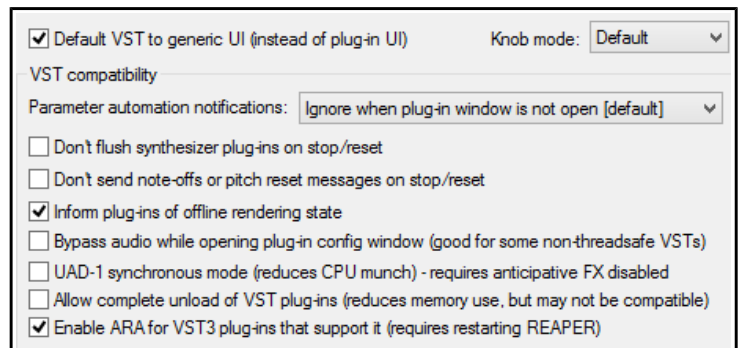 Default VST to generic UI (instead of plug-in UI) Knob mode: Default
VST compatibility
Parameter automation notifications: Ignore when plug-in window is not open [default]
Don't flush synthesizer plug-ins on stop/reset
Don't send note-offs or pitch reset messages on stop/reset
Inform plug-ins of offline rendering state
Bypass audio while opening plug-in config window (good for some non-threadsafe VSTs)
UAD-1 synchronous mode (reduces CPU munch) - requires anticipative FX disabled
Allow complete unload of VST plug-ins (reduces memory use, but may not be compatible)
Enable ARA for VST3 plug-ins that support it (requires restarting REAPER)